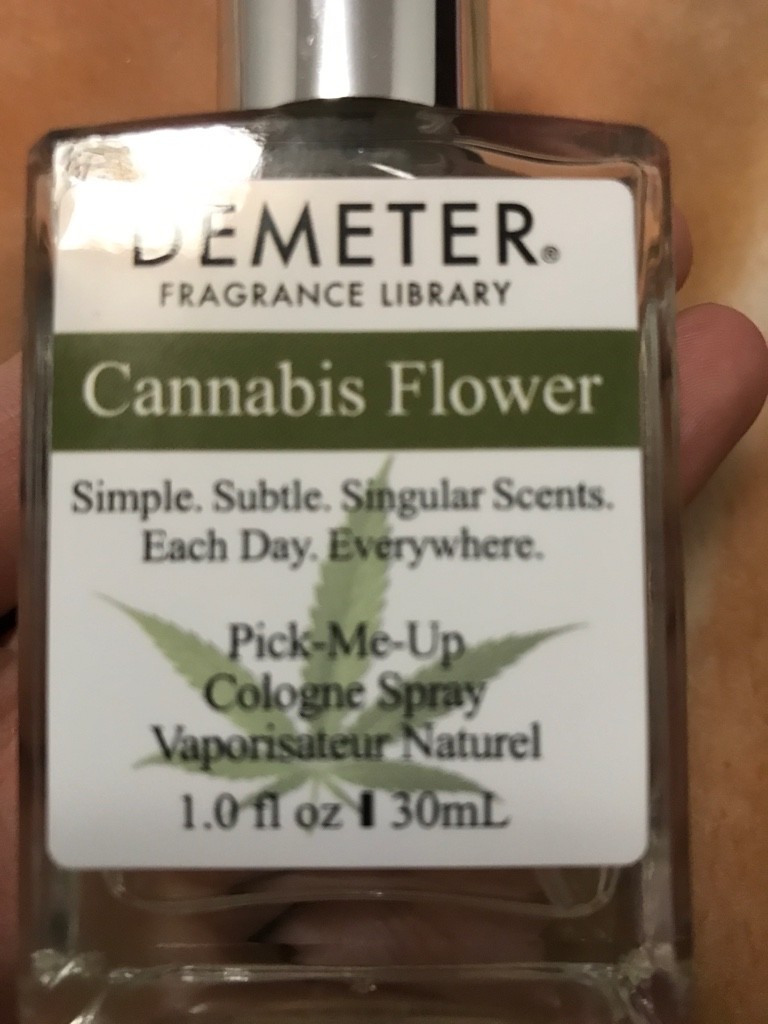 DEMETER®
FRAGRANCE LIBRARY
Cannabis Flower
Simple. Subtle. Singular Scents.
Each Day. Everywhere.
Pick-Me-Up
Cologne Spray
Vaporisateur Naturel
1.0 fl oz | 30mL